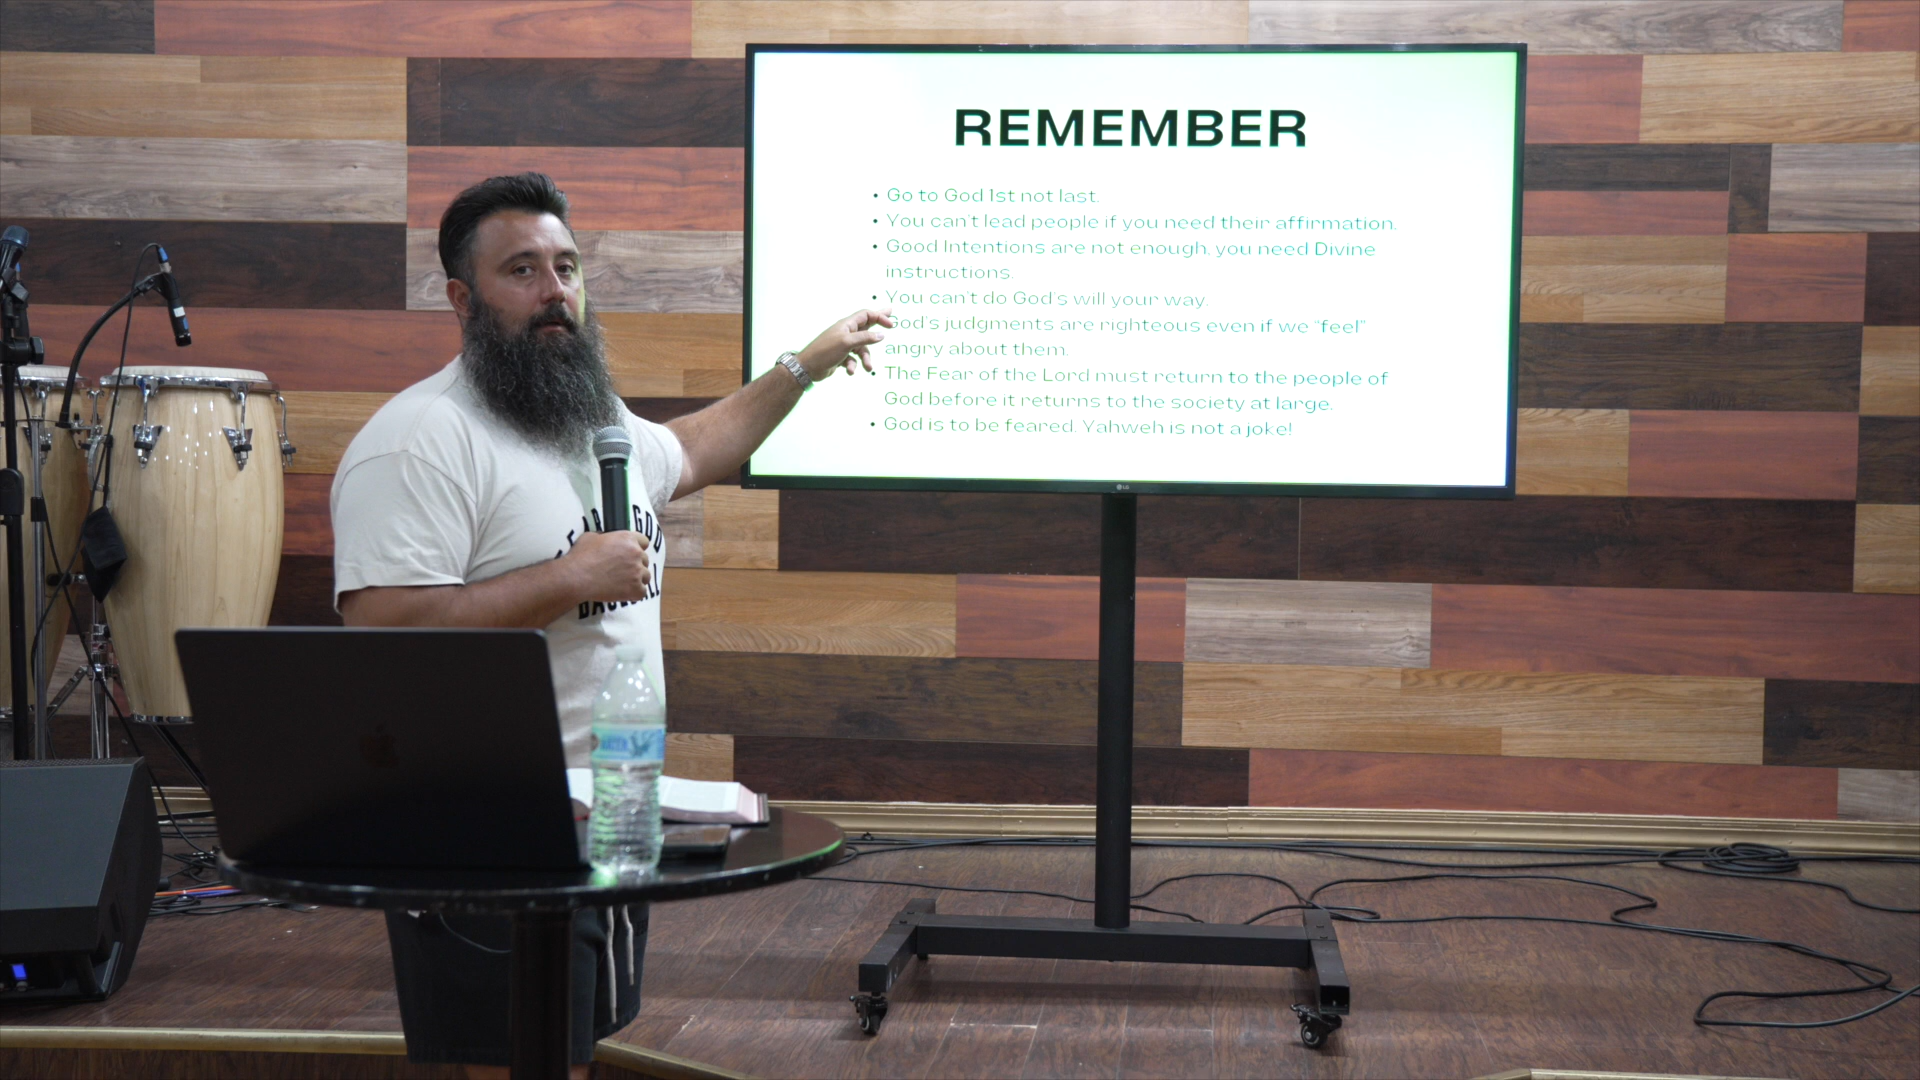 REMEMBER
• Go to God 1st not last.
• You can't lead people if you need their affirmation.
• Good Intentions are not enough, you need Divine
instructions.
• You can't do God's will your way.
God's judgments are righteous even if we "feel"
angry about them.
• The Fear of the Lord must return to the people of
God before it returns to the society at large.
• God is to be feared. Yahweh is not a joke!
LG
GOD